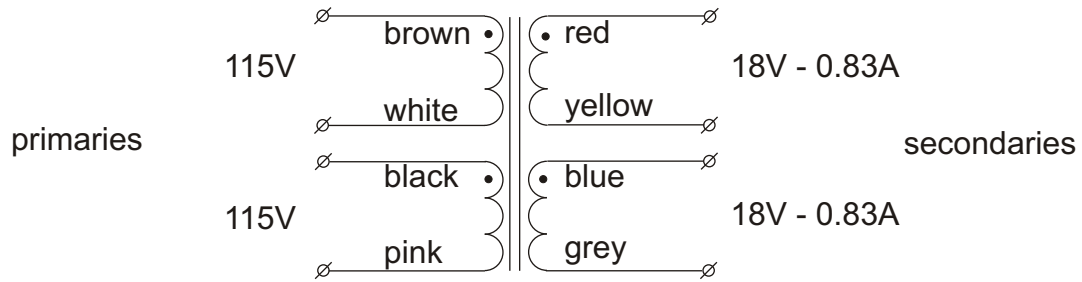 brown
red
115V
18V - 0.83A
white
yellow
primaries
secondaries
black
blue
115V
18V - 0.83A
pink
grey